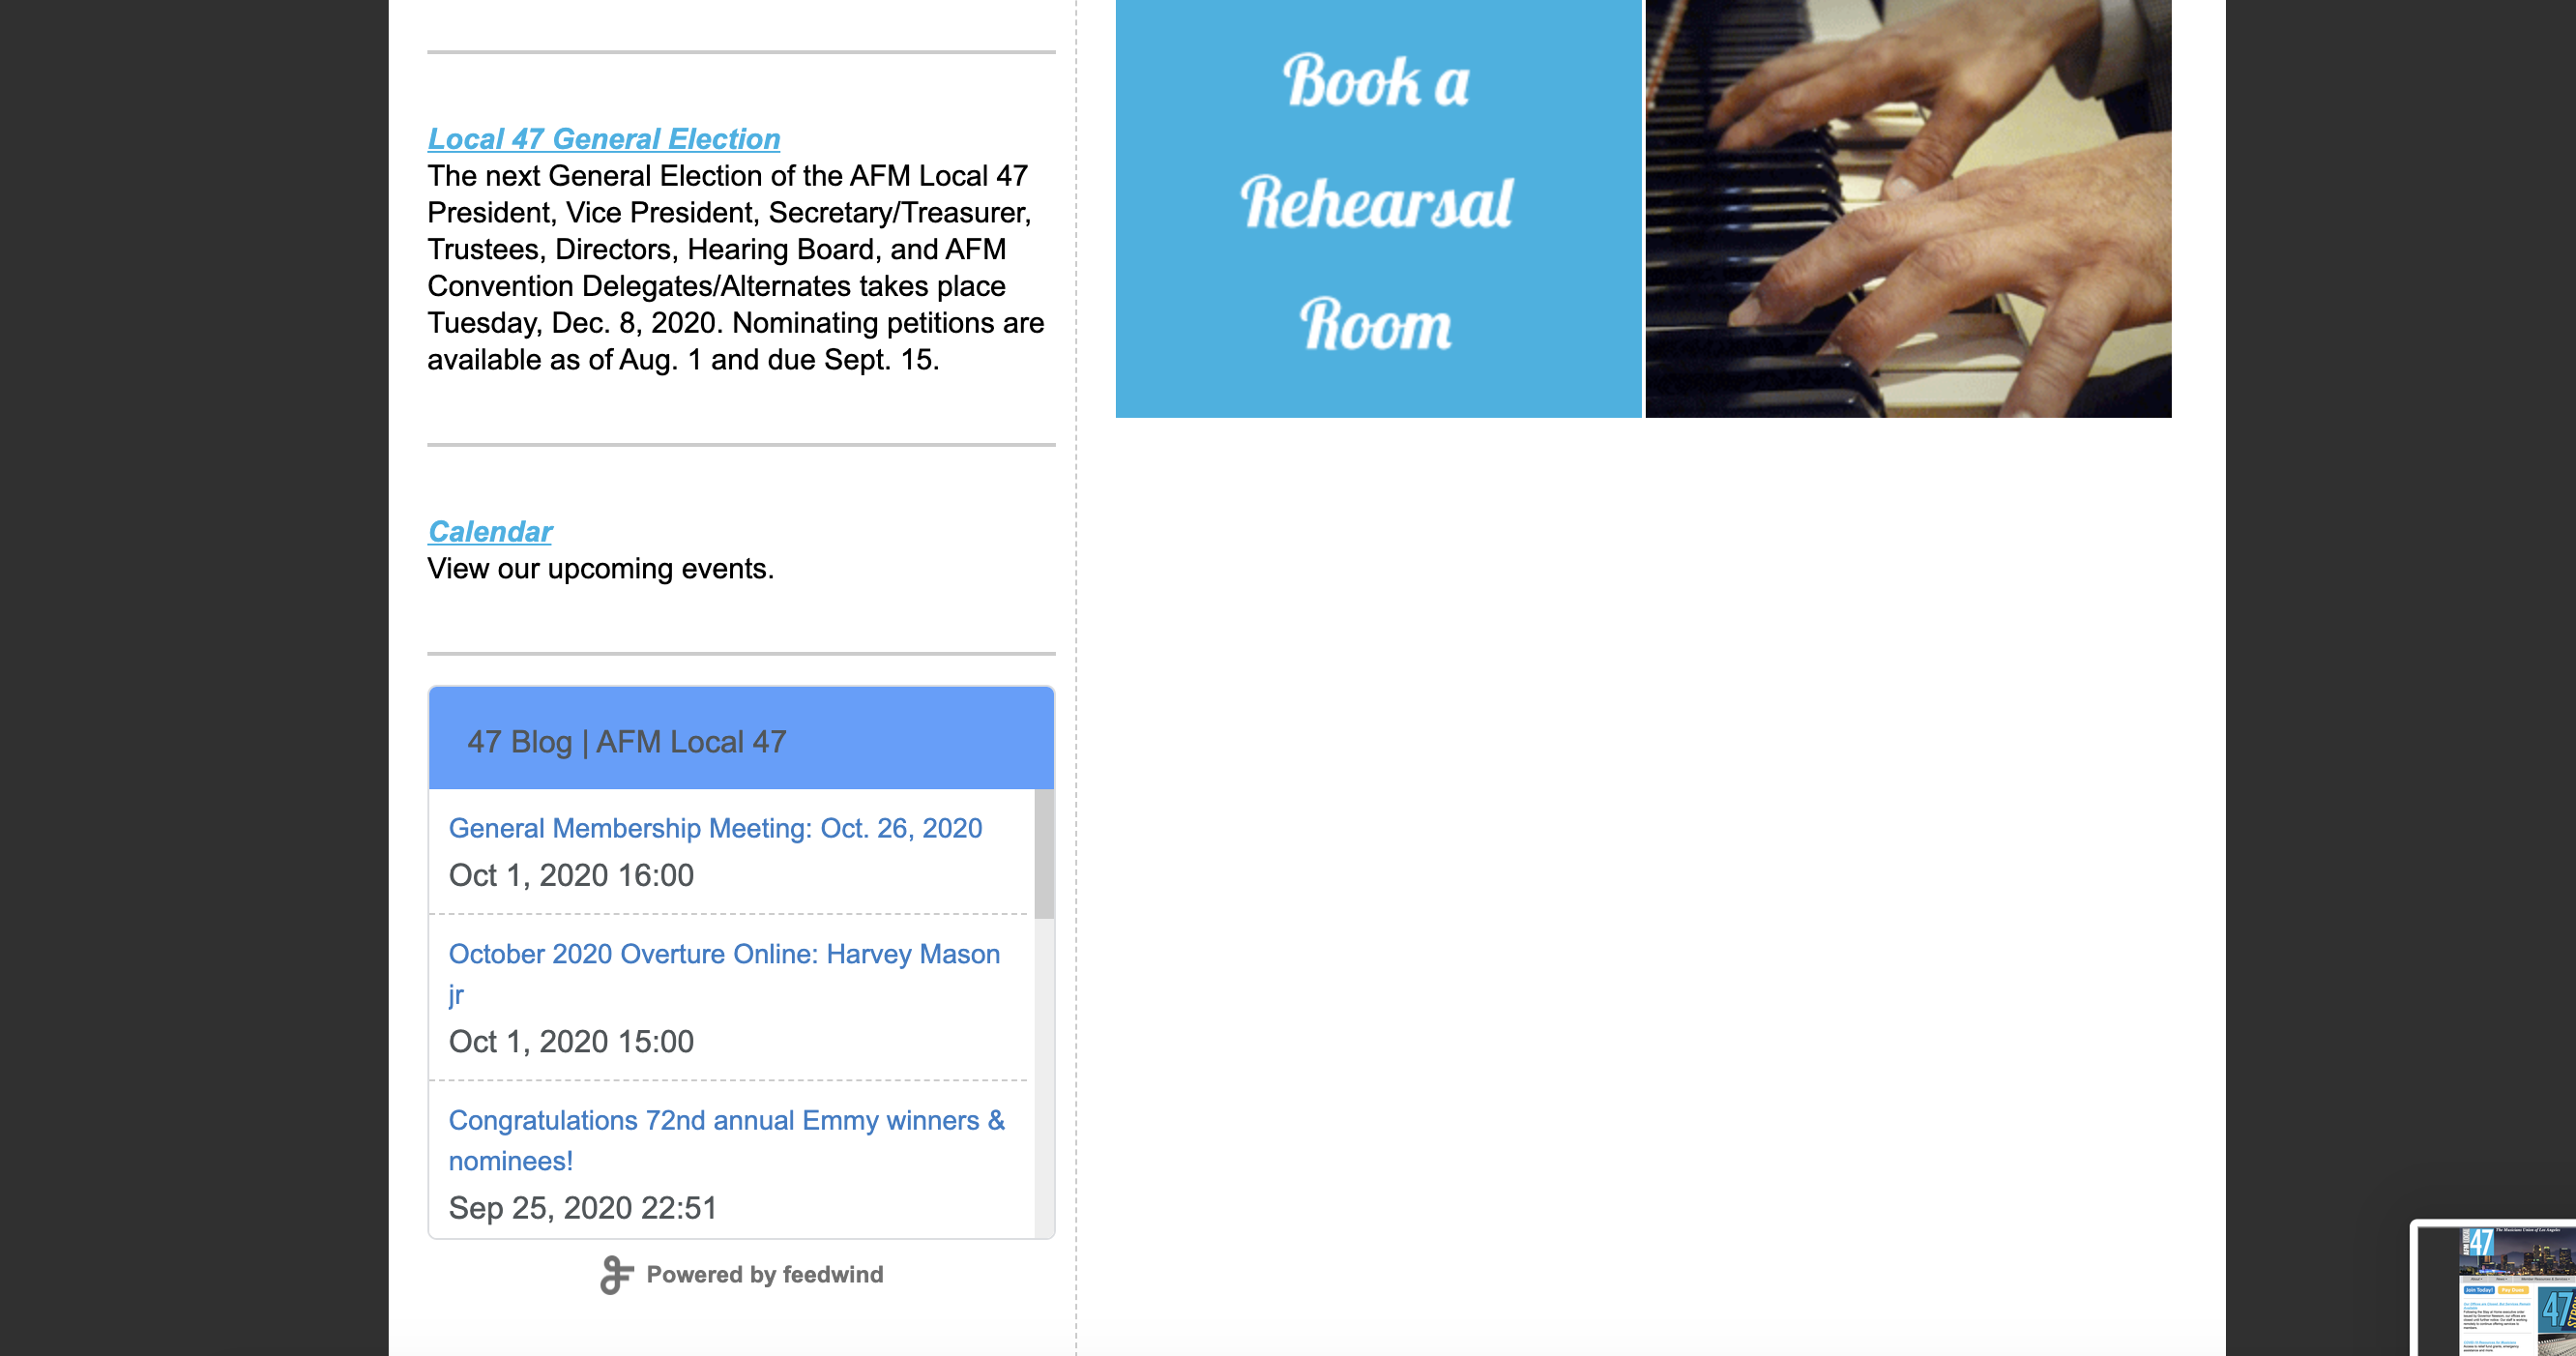 Local 47 General Election
The next General Election of the AFM Local 47
President, Vice President, Secretary/Treasurer,
Trustees, Directors, Hearing Board, and AFM
Convention Delegates/Alternates takes place
Tuesday, Dec. 8, 2020. Nominating petitions are
available as of Aug. 1 and due Sept. 15.
Calendar
View our upcoming events.
47 Blog | AFM Local 47
General Membership Meeting: Oct. 26, 2020
Oct 1, 2020 16:00
October 2020 Overture Online: Harvey Mason
jr
Oct 1, 2020 15:00
Congratulations 72nd annual Emmy winners &
nominees!
Sep 25, 2020 22:51
Powered by feedwind
Book a
Rehearsal
Room
47
Join Today!
47